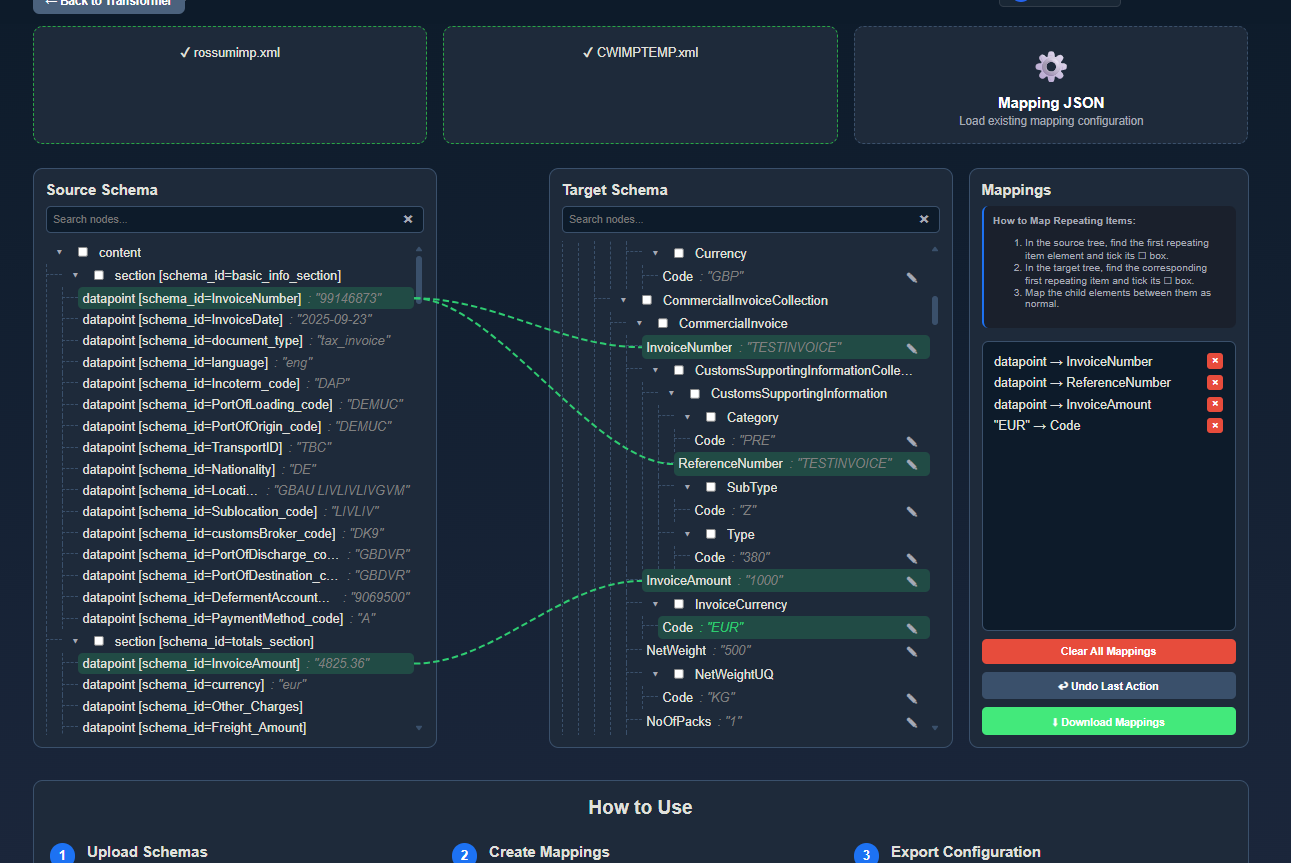 ← Back to Transformer
✓ rossumimp.xml
✓ CWIMPTEMP.xml
Mapping JSON
Load existing mapping configuration
Source Schema
Search nodes...
content
section [schema_id=basic_info_section]
datapoint [schema_id=InvoiceNumber] : "99146873"
datapoint [schema_id=InvoiceDate] : "2025-09-23"
datapoint [schema_id=document_type] : "tax_invoice"
datapoint [schema_id=language] : "eng"
datapoint [schema_id=Incoterm_code] : "DAP"
datapoint [schema_id=PortOfLoading_code] : "DEMUC"
datapoint [schema_id=PortOfOrigin_code] : "DEMUC"
datapoint [schema_id=TransportID] : "TBC"
datapoint [schema_id=Nationality] : "DE"
datapoint [schema_id=Locati... : "GBAU LIVLIVLIVGVM"
datapoint [schema_id=Sublocation_code] : "LIVLIV"
datapoint [schema_id=customsBroker_code] : "DK9"
datapoint [schema_id=PortOfDischarge_co... : "GBDVR"
datapoint [schema_id=PortOfDestination_c... : "GBDVR"
datapoint [schema_id=DefermentAccount... : "9069500"
datapoint [schema_id=PaymentMethod_code] : "A"
section [schema_id=totals_section]
datapoint [schema_id=InvoiceAmount] : "4825.36"
datapoint [schema_id=currency] : "eur"
datapoint [schema_id=Other_Charges]
datapoint [schema_id=Freight_Amount]
Target Schema
Search nodes...
Currency
Code : "GBP"
CommercialInvoiceCollection
CommercialInvoice
InvoiceNumber : "TESTINVOICE"
CustomsSupportingInformationColle...
CustomsSupportingInformation
Category
Code : "PRE"
ReferenceNumber : "TESTINVOICE"
SubType
Code : "Z"
Type
Code : "380"
InvoiceAmount : "1000"
InvoiceCurrency
Code : "EUR"
NetWeight : "500"
NetWeightUQ
Code : "KG"
NoOfPacks : "1"
Mappings
How to Map Repeating Items:
1. In the source tree, find the first repeating
item element and tick its ☐ box.
2. In the target tree, find the corresponding
first repeating item and tick its ☐ box.
3. Map the child elements between them as
normal.
datapoint → InvoiceNumber
datapoint → ReferenceNumber
datapoint → InvoiceAmount
"EUR" → Code
Clear All Mappings
↩ Undo Last Action
⬇ Download Mappings
How to Use
1 Upload Schemas
2 Create Mappings
3 Export Configuration